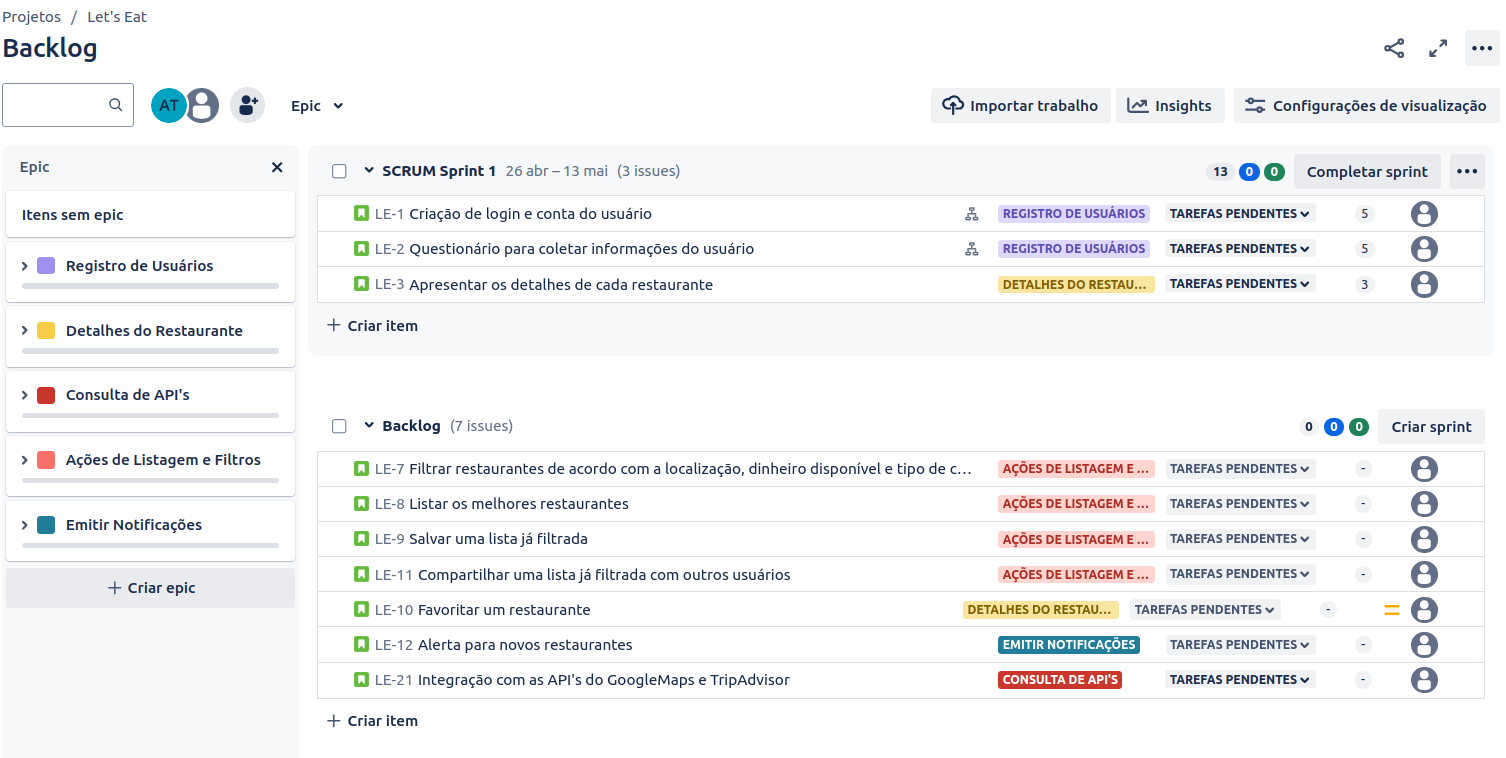 Projetos / Let's Eat
Backlog
AT
Epic
Importar trabalho
Insights
Configurações de visualização
Epic
Itens sem epic
Registro de Usuários
Detalhes do Restaurante
Consulta de API's
Ações de Listagem e Filtros
Emitir Notificações
Criar epic
SCRUM Sprint 1 26 abr – 13 mai (3 issues) 13 0 0 Completar sprint
LE-1 Criação de login e conta do usuário REGISTRO DE USUÁRIOS TAREFAS PENDENTES 5
LE-2 Questionário para coletar informações do usuário REGISTRO DE USUÁRIOS TAREFAS PENDENTES 5
LE-3 Apresentar os detalhes de cada restaurante DETALHES DO RESTAU... TAREFAS PENDENTES 3
Criar item
Backlog (7 issues) 0 0 0 Criar sprint
LE-7 Filtrar restaurantes de acordo com a localização, dinheiro disponível e tipo de c... AÇÕES DE LISTAGEM E ... TAREFAS PENDENTES -
LE-8 Listar os melhores restaurantes AÇÕES DE LISTAGEM E ... TAREFAS PENDENTES -
LE-9 Salvar uma lista já filtrada AÇÕES DE LISTAGEM E ... TAREFAS PENDENTES -
LE-11 Compartilhar uma lista já filtrada com outros usuários AÇÕES DE LISTAGEM E ... TAREFAS PENDENTES -
LE-10 Favoritar um restaurante DETALHES DO RESTAU... TAREFAS PENDENTES -
LE-12 Alerta para novos restaurantes EMITIR NOTIFICAÇÕES TAREFAS PENDENTES -
LE-21 Integração com as API's do GoogleMaps e TripAdvisor CONSULTA DE API'S TAREFAS PENDENTES -
Criar item